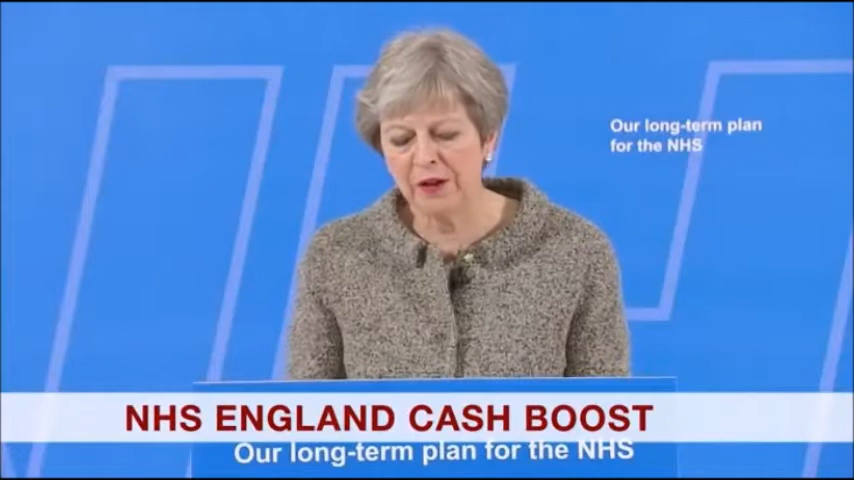 Our long-term plan
for the NHS
NHS ENGLAND CASH BOOST
Our long-term plan for the NHS